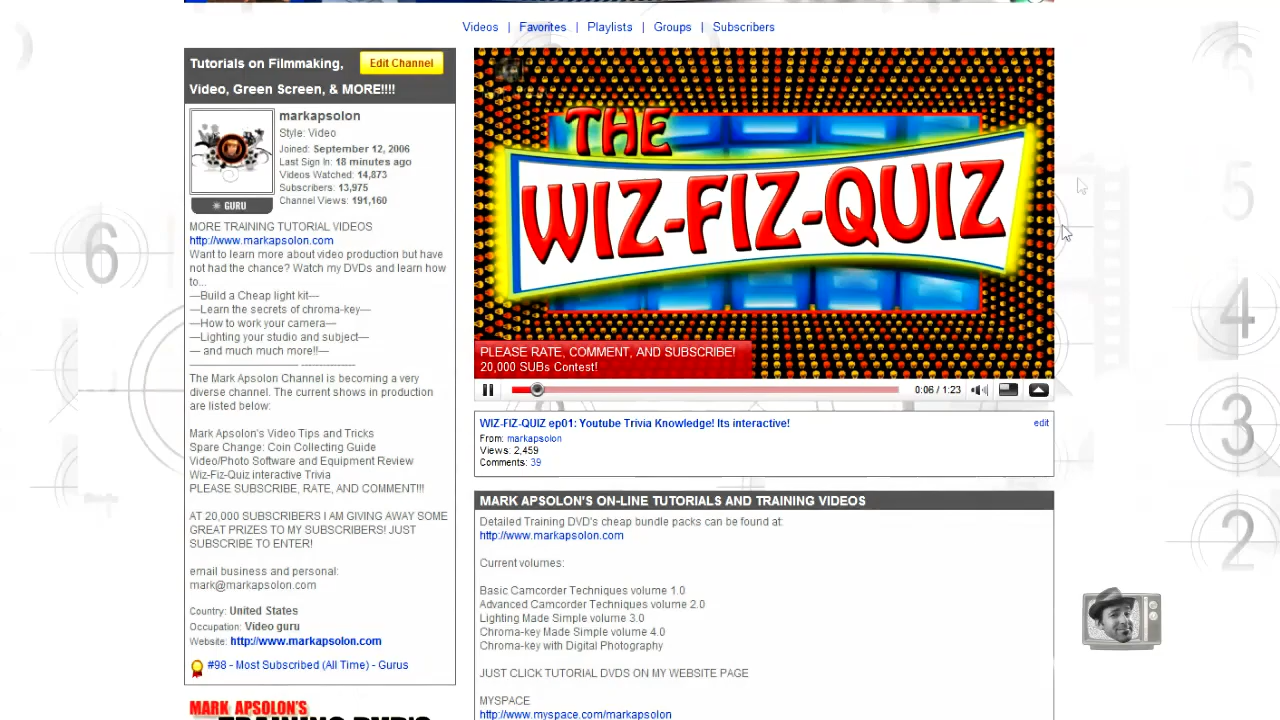 Videos | Favorites | Playlists | Groups | Subscribers
Tutorials on Filmmaking,
Video, Green Screen, & MORE!!!!
Edit Channel
markapsolon
Style: Video
Joined: September 12, 2006
Last Sign In: 18 minutes ago
Videos Watched: 14,873
Subscribers: 13,975
Channel Views: 191,160
GURU
MORE TRAINING TUTORIAL VIDEOS
http://www.markapsolon.com
Want to learn more about video production but have
not had the chance? Watch my DVDs and learn how
to...
—Build a Cheap light kit—
—Learn the secrets of chroma-key—
—How to work your camera—
—Lighting your studio and subject—
— and much much more!!—
---------------------------- --------------
The Mark Apsolon Channel is becoming a very
diverse channel. The current shows in production
are listed below:
Mark Apsolon's Video Tips and Tricks
Spare Change: Coin Collecting Guide
Video/Photo Software and Equipment Review
Wiz-Fiz-Quiz interactive Trivia
PLEASE SUBSCRIBE, RATE, AND COMMENT!!!
AT 20,000 SUBSCRIBERS I AM GIVING AWAY SOME
GREAT PRIZES TO MY SUBSCRIBERS! JUST
SUBSCRIBE TO ENTER!
email business and personal:
mark@markapsolon.com
Country: United States
Occupation: Video guru
Website: http://www.markapsolon.com
#98 - Most Subscribed (All Time) - Gurus
MARK APSOLON'S
TRAINING DVD'S
THE
WIZ-FIZ-QUIZ
PLEASE RATE, COMMENT, AND SUBSCRIBE!
20,000 SUBs Contest!
0:06 / 1:23
WIZ-FIZ-QUIZ ep01: Youtube Trivia Knowledge! Its interactive!
edit
From: markapsolon
Views: 2,459
Comments: 39
MARK APSOLON'S ON-LINE TUTORIALS AND TRAINING VIDEOS
Detailed Training DVD's cheap bundle packs can be found at:
http://www.markapsolon.com
Current volumes:
Basic Camcorder Techniques volume 1.0
Advanced Camcorder Techniques volume 2.0
Lighting Made Simple volume 3.0
Chroma-key Made Simple volume 4.0
Chroma-key with Digital Photography
JUST CLICK TUTORIAL DVDS ON MY WEBSITE PAGE
MYSPACE
http://www.myspace.com/markapsolon
6
6
5
4
3
2